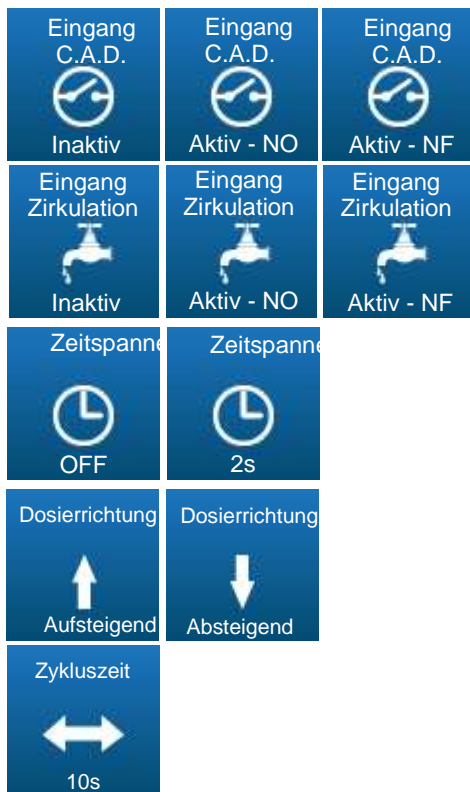 Eingang
C.A.D.
Inaktiv
Eingang
C.A.D.
Aktiv - NO
Eingang
C.A.D.
Aktiv - NF
Eingang
Zirkulation
Inaktiv
Eingang
Zirkulation
Aktiv - NO
Eingang
Zirkulation
Aktiv - NF
Zeitspanne
OFF
Zeitspanne
2s
Dosierrichtung
Aufsteigend
Dosierrichtung
Absteigend
Zykluszeit
10s